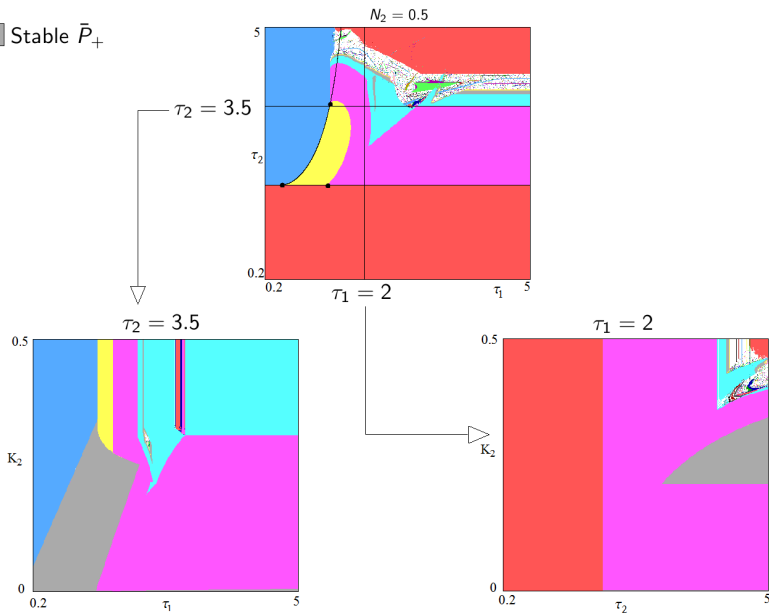 N₂ = 0.5
Stable P̄₊
5
τ₂ = 3.5
τ₂
0.2
0.2 τ₁ 5
τ₁ = 2
τ₂ = 3.5
τ₁ = 2
0.5
0.5
K₂
K₂
0
0
0.2 τ₁ 5
0.2 τ₂ 5